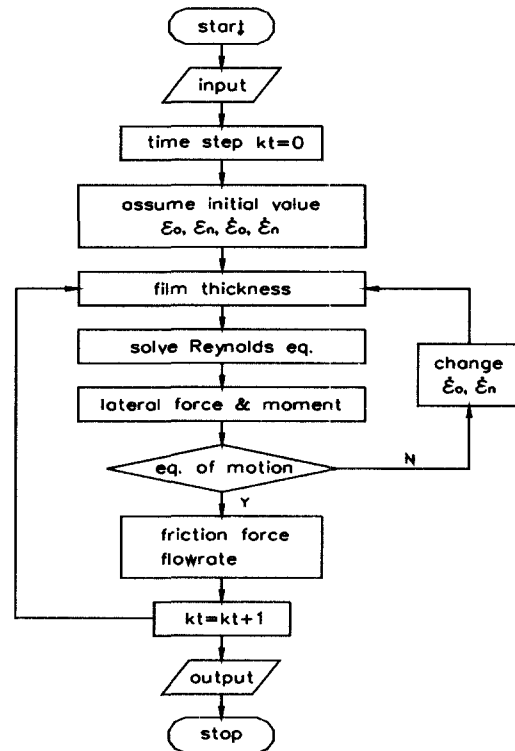 start
input
time step kt=0
assume initial value
ε₀, εₙ, ε̇₀, ε̇ₙ
film thickness
solve Reynolds eq.
change
ε̇₀, ε̇ₙ
lateral force & moment
eq. of motion
N
Y
friction force
flowrate
kt=kt+1
output
stop